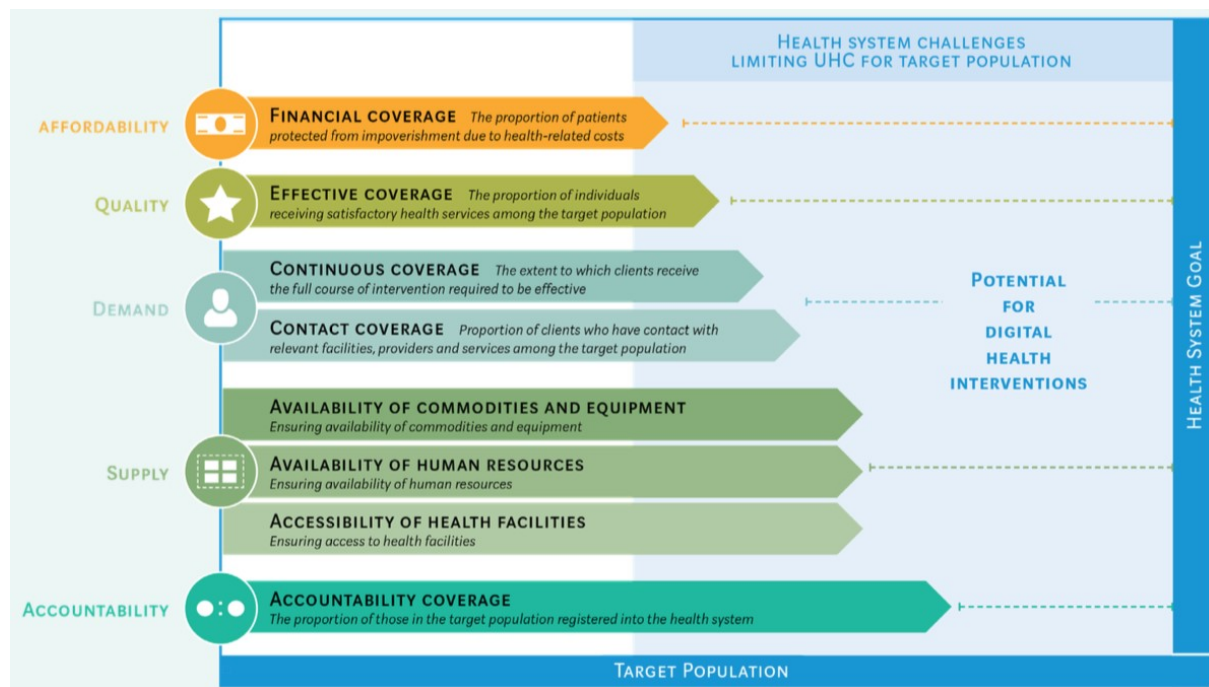 HEALTH SYSTEM CHALLENGES
LIMITING UHC FOR TARGET POPULATION
AFFORDABILITY
FINANCIAL COVERAGE The proportion of patients
protected from impoverishment due to health-related costs
QUALITY
EFFECTIVE COVERAGE The proportion of individuals
receiving satisfactory health services among the target population
DEMAND
CONTINUOUS COVERAGE The extent to which clients receive
the full course of intervention required to be effective
CONTACT COVERAGE Proportion of clients who have contact with
relevant facilities, providers and services among the target population
POTENTIAL
FOR
DIGITAL
HEALTH
INTERVENTIONS
SUPPLY
AVAILABILITY OF COMMODITIES AND EQUIPMENT
Ensuring availability of commodities and equipment
AVAILABILITY OF HUMAN RESOURCES
Ensuring availability of human resources
ACCESSIBILITY OF HEALTH FACILITIES
Ensuring access to health facilities
ACCOUNTABILITY
ACCOUNTABILITY COVERAGE
The proportion of those in the target population registered into the health system
HEALTH SYSTEM GOAL
TARGET POPULATION